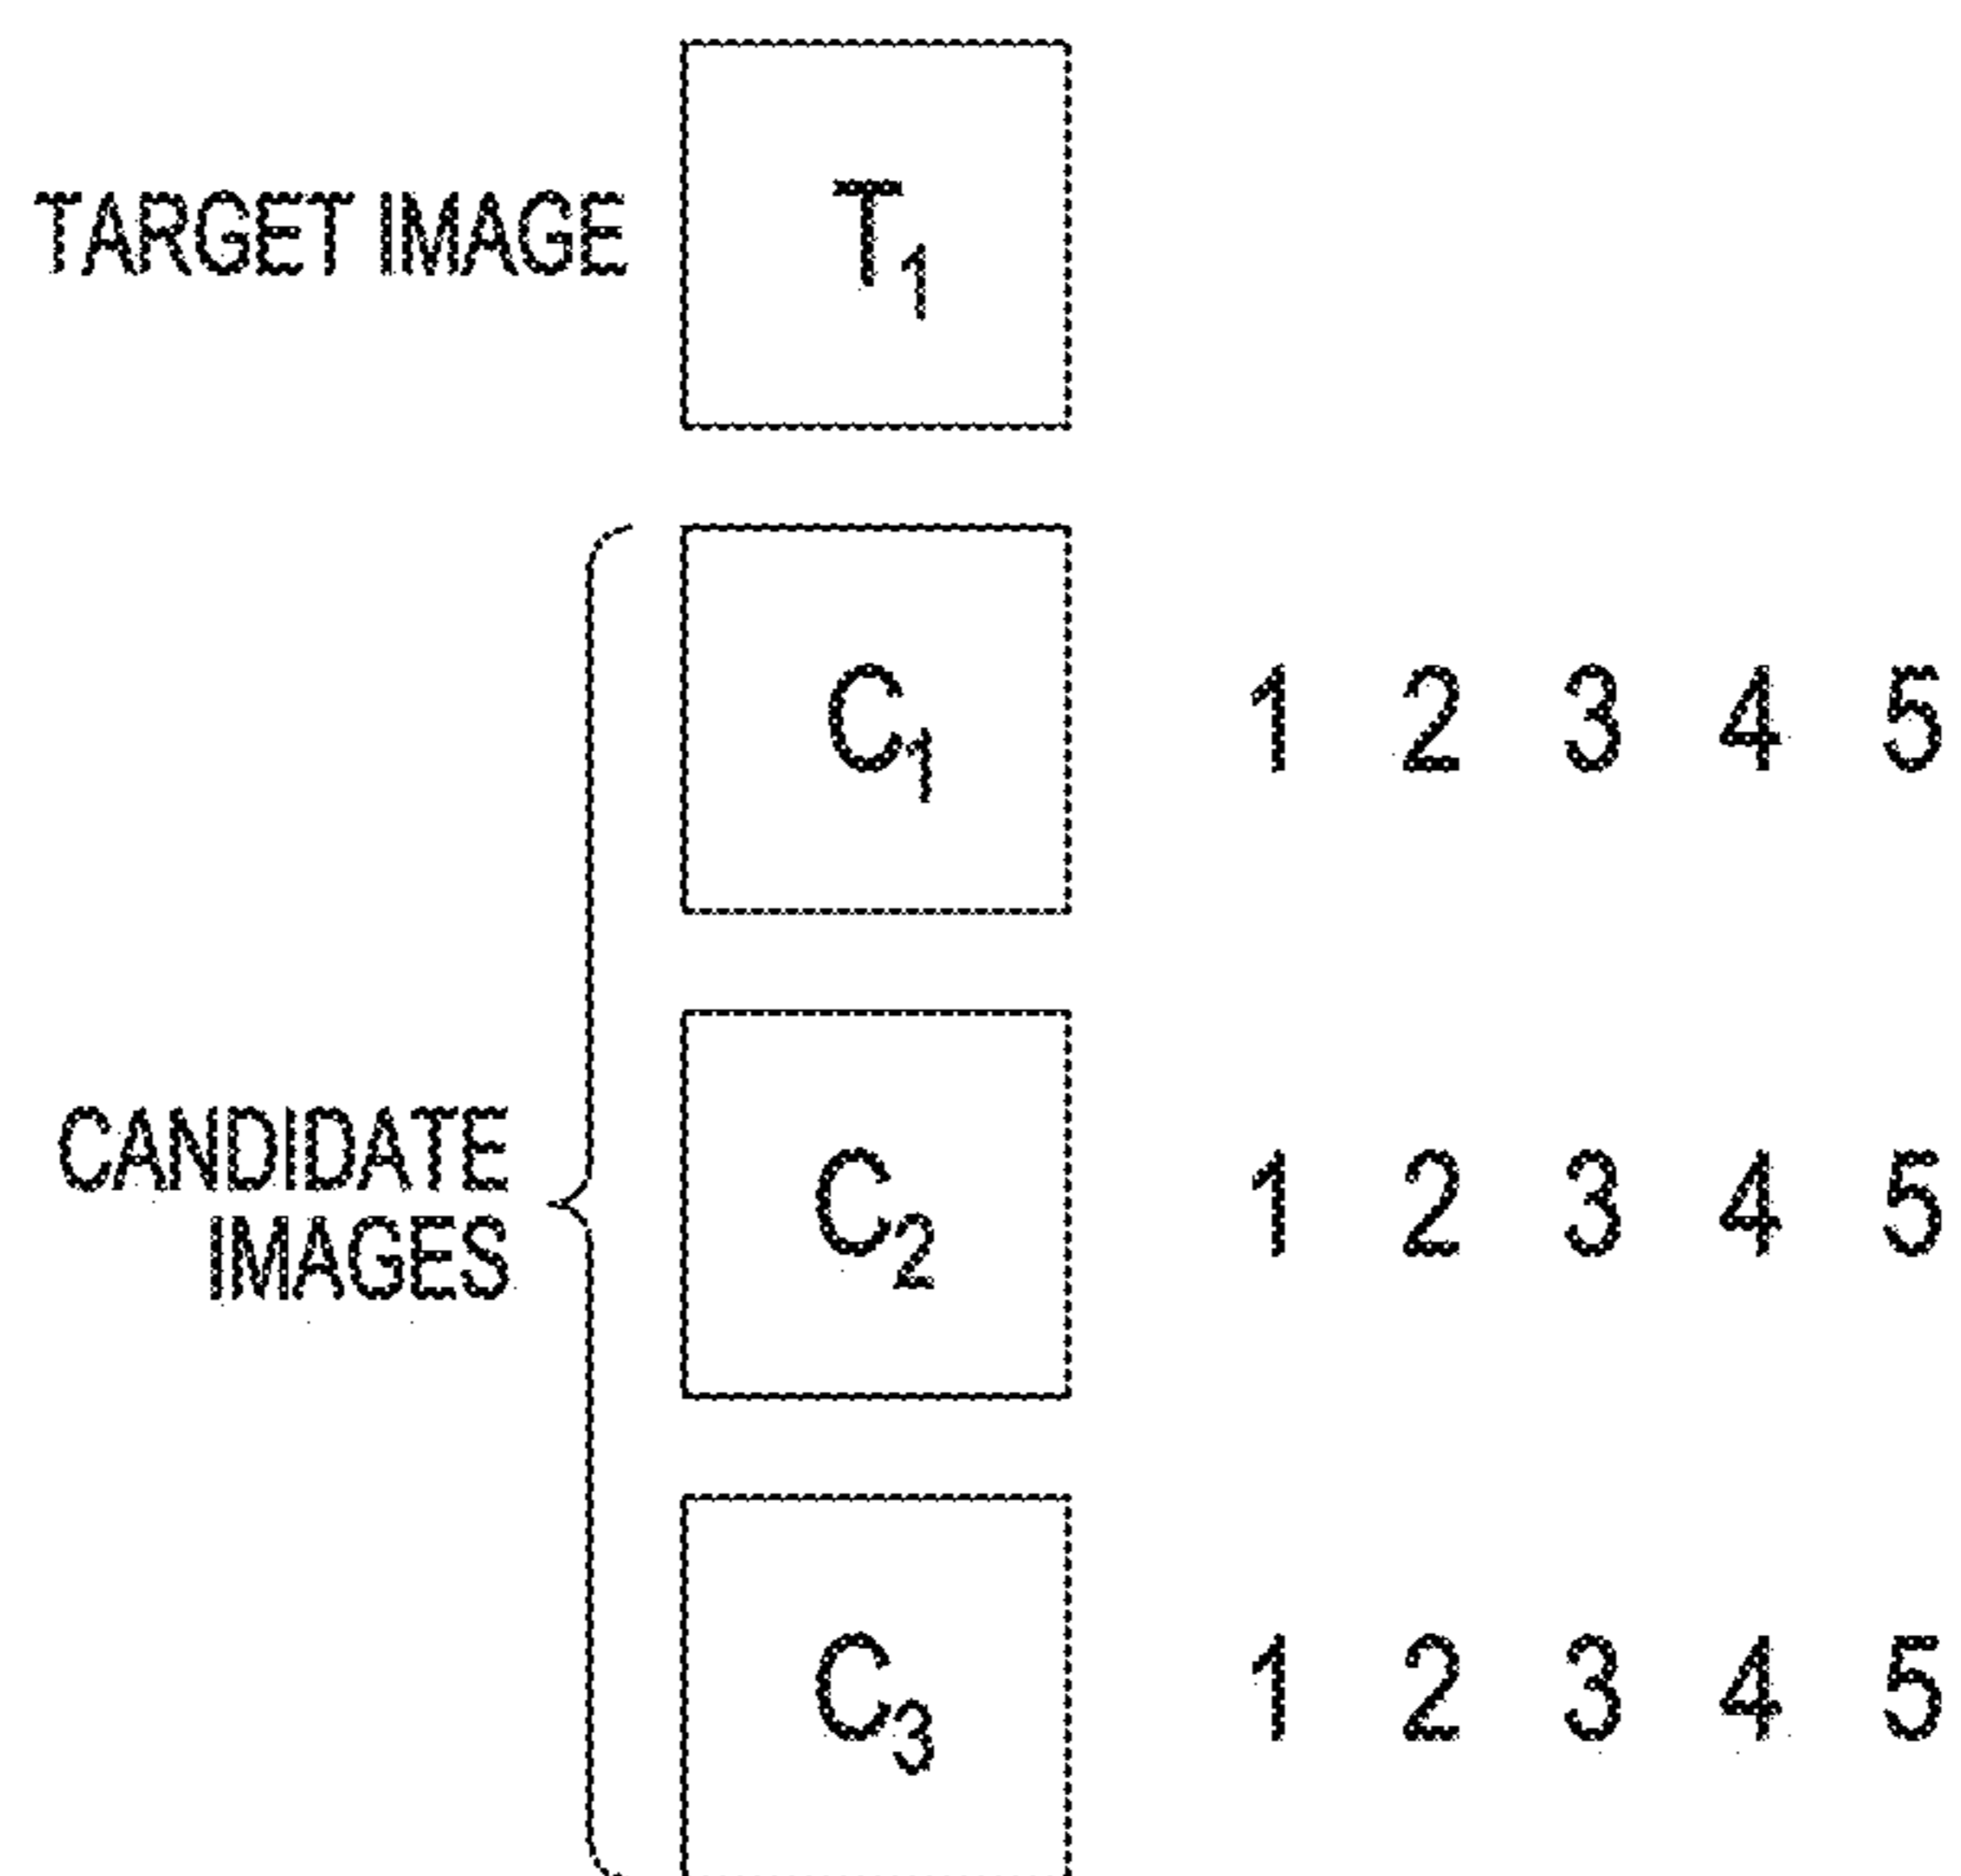 TARGET IMAGE T₁
C₁ 1 2 3 4 5
CANDIDATE
IMAGES
C₂ 1 2 3 4 5
C₃ 1 2 3 4 5